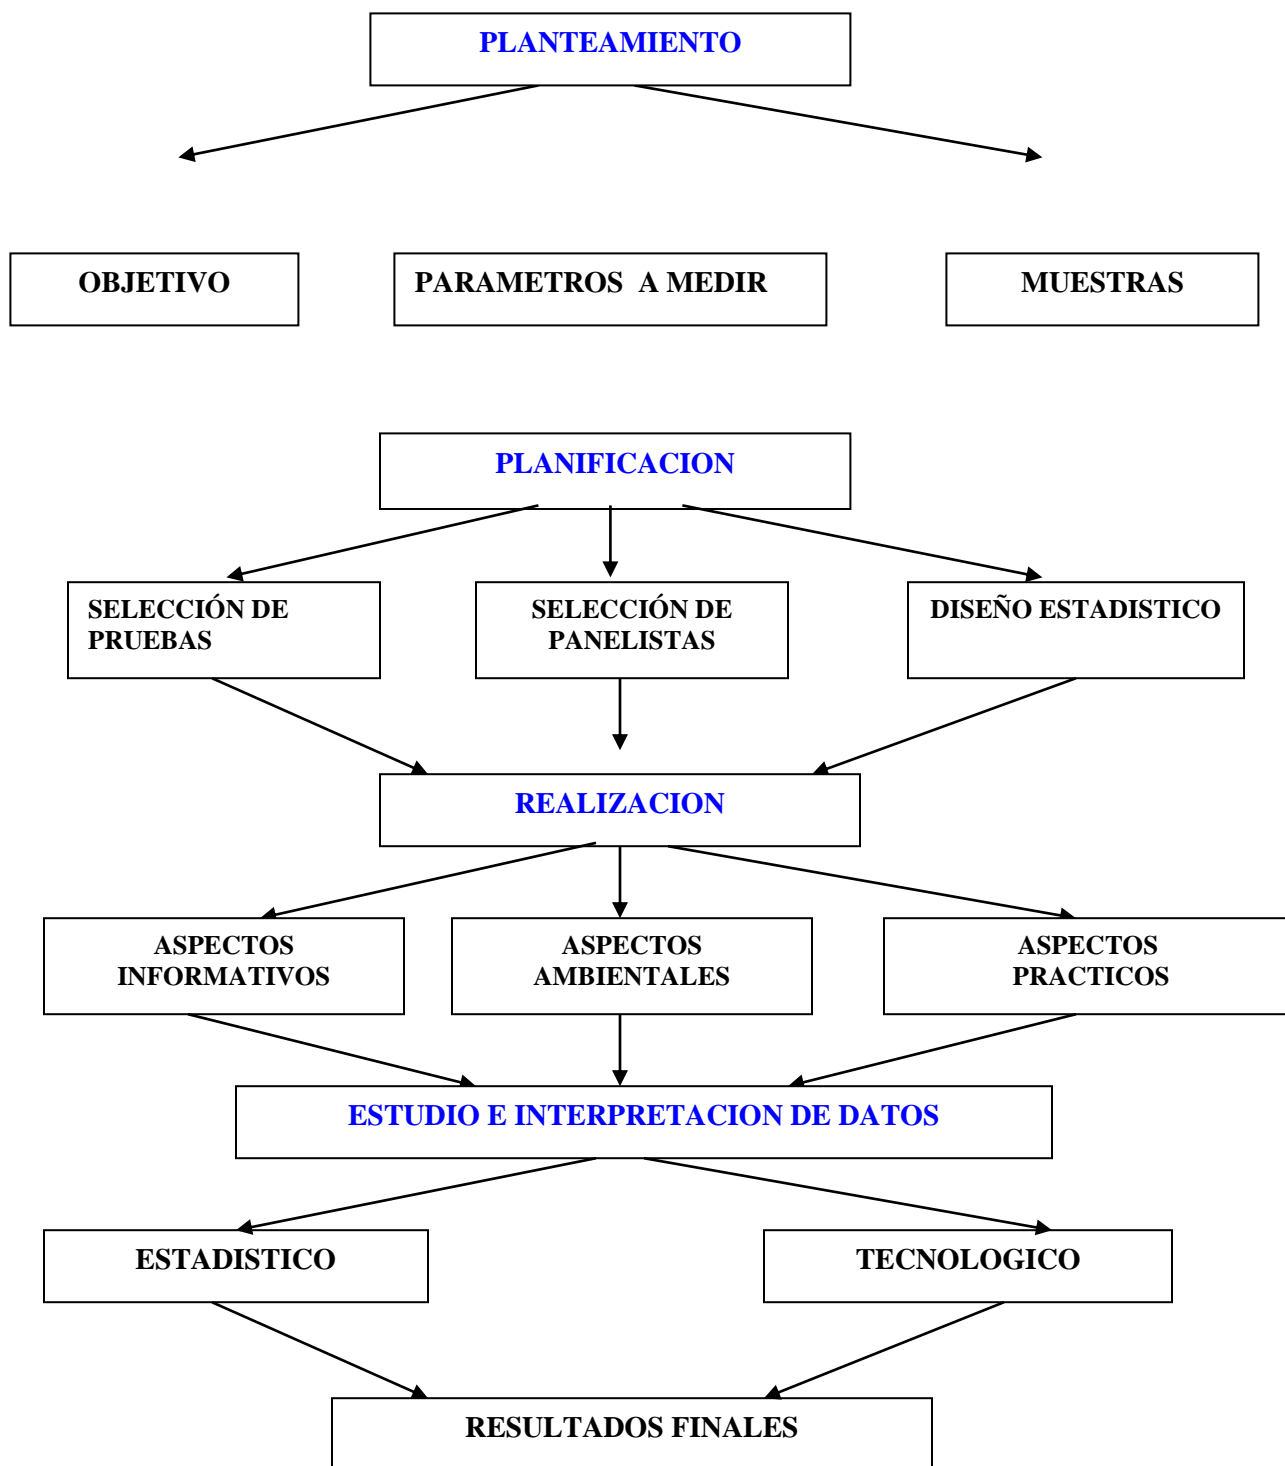 PLANTEAMIENTO
OBJETIVO
PARAMETROS A MEDIR
MUESTRAS
PLANIFICACION
SELECCIÓN DE
PRUEBAS
SELECCIÓN DE
PANELISTAS
DISEÑO ESTADISTICO
REALIZACION
ASPECTOS
INFORMATIVOS
ASPECTOS
AMBIENTALES
ASPECTOS
PRACTICOS
ESTUDIO E INTERPRETACION DE DATOS
ESTADISTICO
TECNOLOGICO
RESULTADOS FINALES